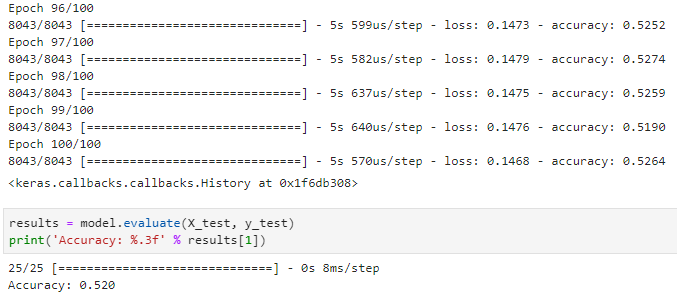 Epoch 96/100
8043/8043 [==============================] - 5s 599us/step - loss: 0.1473 - accuracy: 0.5252
Epoch 97/100
8043/8043 [==============================] - 5s 582us/step - loss: 0.1479 - accuracy: 0.5274
Epoch 98/100
8043/8043 [==============================] - 5s 637us/step - loss: 0.1475 - accuracy: 0.5259
Epoch 99/100
8043/8043 [==============================] - 5s 640us/step - loss: 0.1476 - accuracy: 0.5190
Epoch 100/100
8043/8043 [==============================] - 5s 570us/step - loss: 0.1468 - accuracy: 0.5264
<keras.callbacks.callbacks.History at 0x1f6db308>
results = model.evaluate(X_test, y_test)
print('Accuracy: %.3f' % results[1])
25/25 [==============================] - 0s 8ms/step
Accuracy: 0.520